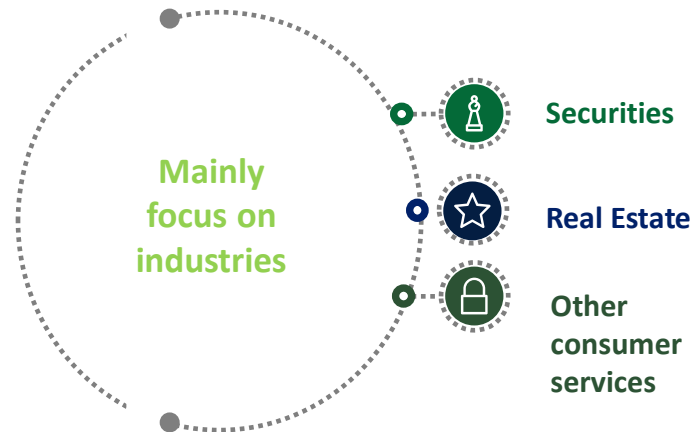 Mainly
focus on
industries
Securities
Real Estate
Other
consumer
services